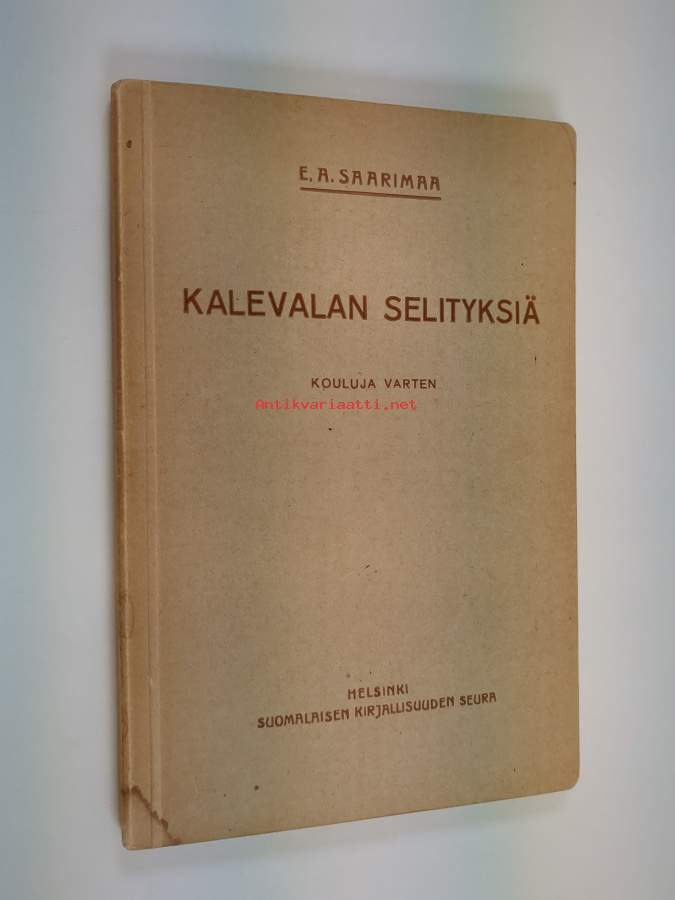 E. A. SAARIMAA
KALEVALAN SELITYKSIÄ
KOULUJA VARTEN
Antikvariaatti.net
HELSINKI
SUOMALAISEN KIRJALLISUUDEN SEURA